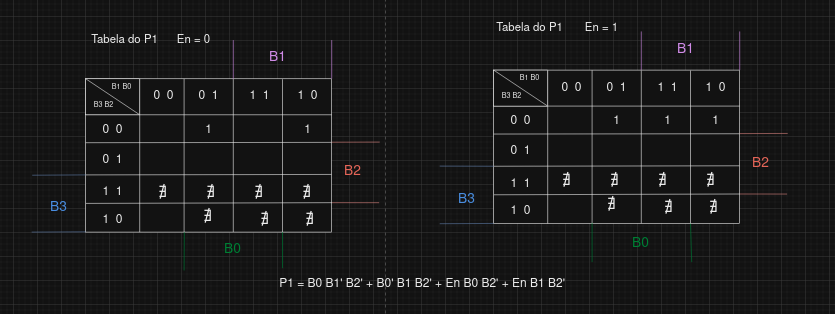 Tabela do P1 En = 0
B1
B1 B0
B3 B2
0 0 0 1 1 1 1 0
0 0 1 1
0 1
B2
1 1 ∄ ∄ ∄ ∄
B3
1 0 ∄ ∄ ∄
B0
Tabela do P1 En = 1
B1
B1 B0
B3 B2
0 0 0 1 1 1 1 0
0 0 1 1 1
0 1
B2
1 1 ∄ ∄ ∄ ∄
B3
1 0 ∄ ∄ ∄
B0
P1 = B0 B1' B2' + B0' B1 B2' + En B0 B2' + En B1 B2'